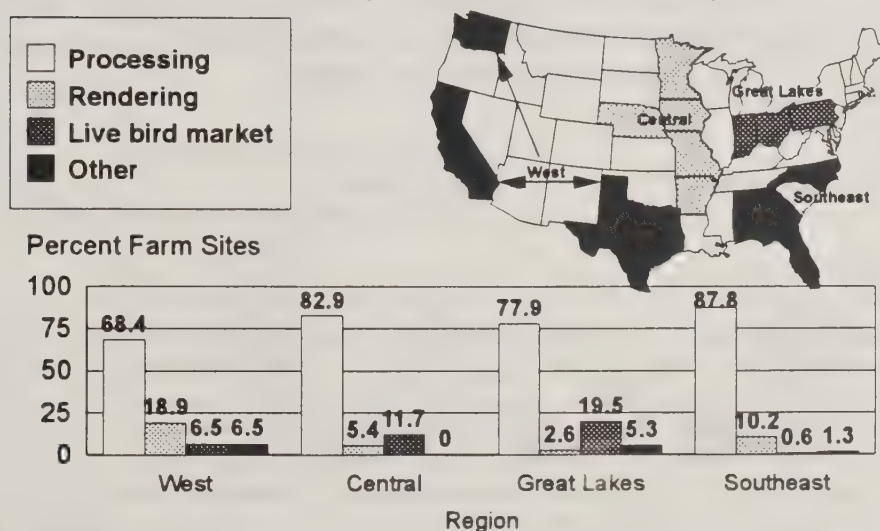 Processing
Rendering
Live bird market
Other
Great Lakes
Central
West
Southeast
Percent Farm Sites
100
75
50
25
0
68.4
18.9
6.5
6.5
82.9
5.4
11.7
0
77.9
2.6
19.5
5.3
87.8
10.2
0.6
1.3
West
Central
Great Lakes
Southeast
Region